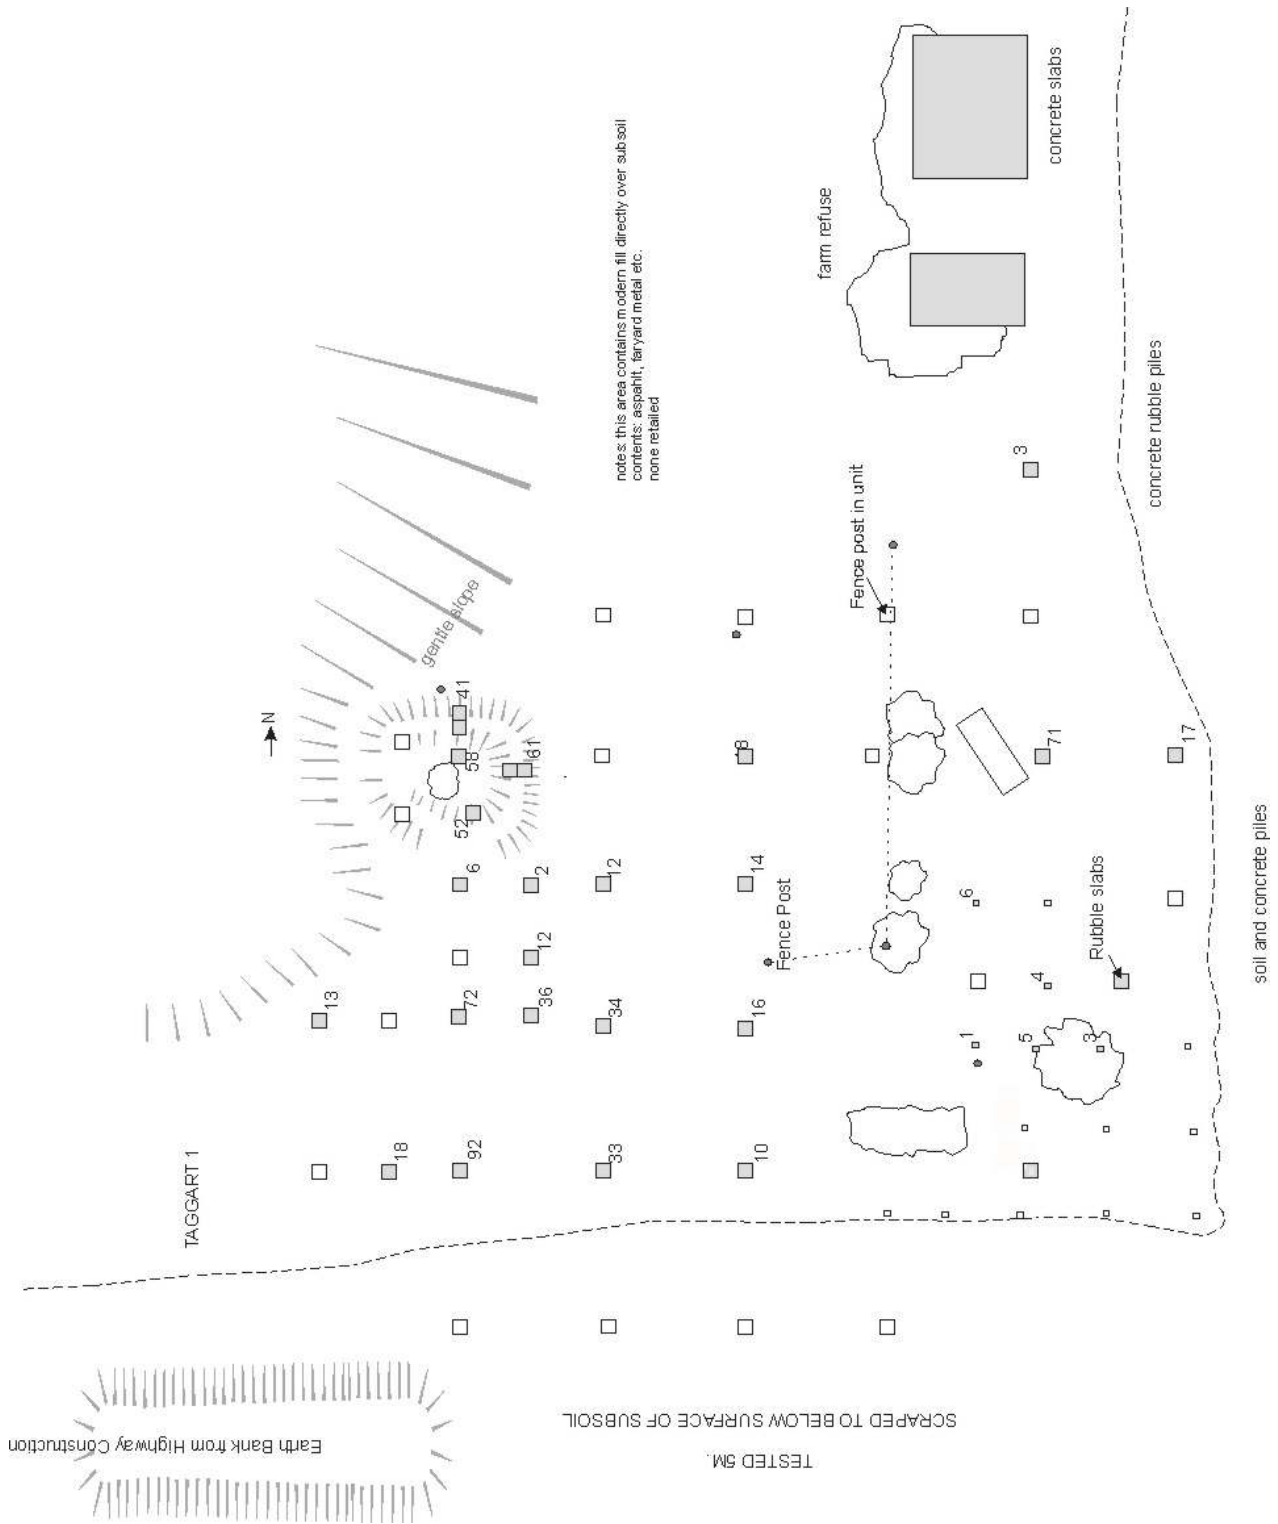 concrete slabs
farm refuse
notes: this area contains modern fill directly over subsoil
contents: aspahlt, faryard metal etc.
none retailed
concrete rubble piles
3
Fence post in unit
gentle slope
N
41
58
61
52
18
71
17
6
2
12
14
Fence Post
6
12
Rubble slabs
4
soil and concrete piles
13
72
36
34
16
1
5
3
TAGGART 1
18
92
33
10
Earth Bank from Highway Construction
SCRAPED TO BELOW SURFACE OF SUBSOIL
TESTED 5M.